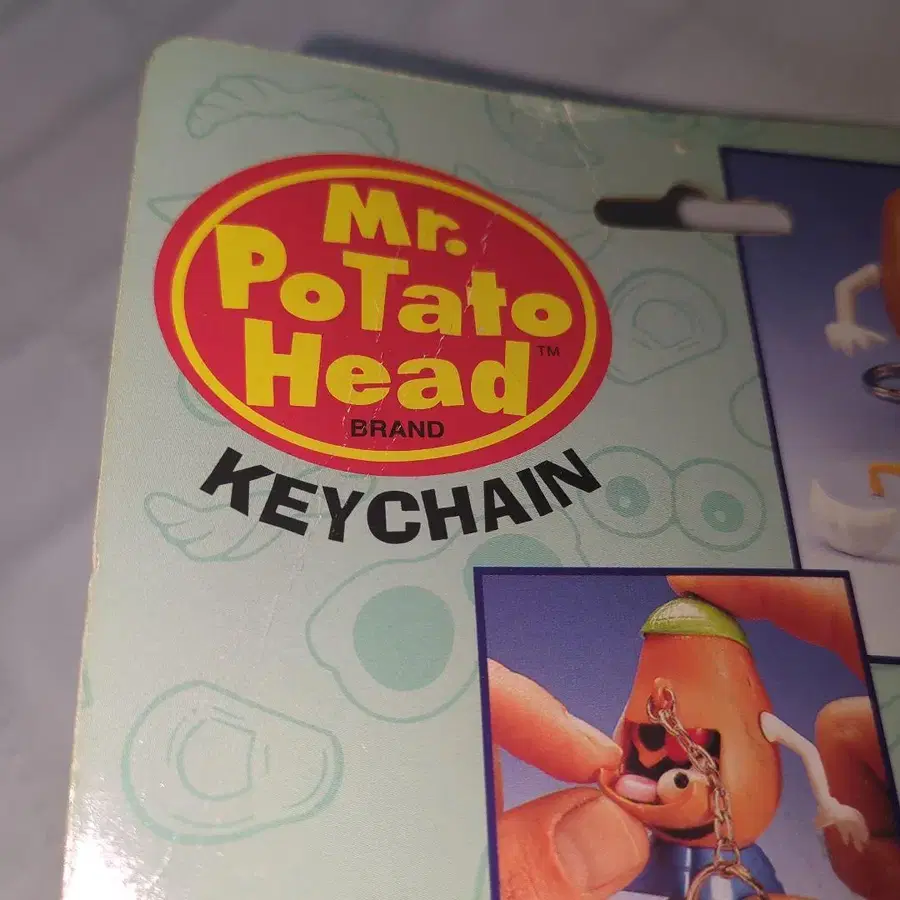 Mr.
PoTato
Head™
BRAND
KEYCHAIN